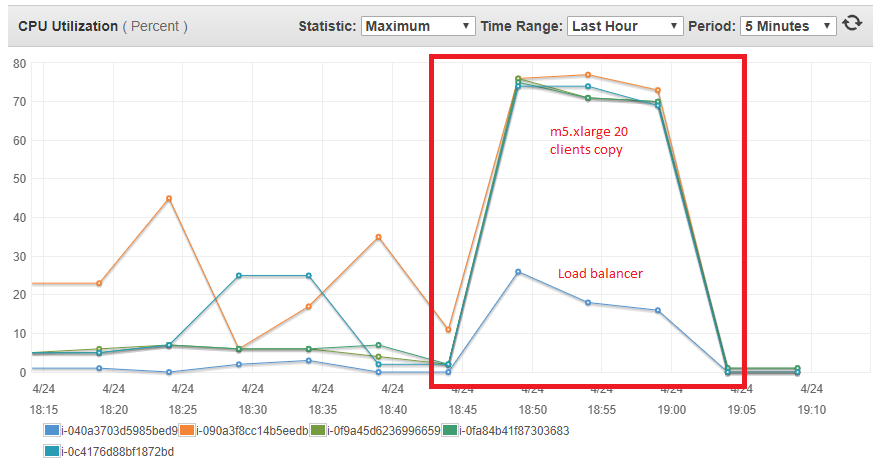 CPU Utilization ( Percent ) Statistic: Maximum Time Range: Last Hour Period: 5 Minutes
80
70
60
50
40
30
20
10
0
m5.xlarge 20
clients copy
Load balancer
4/24 4/24 4/24 4/24 4/24 4/24 4/24 4/24 4/24 4/24 4/24 4/24
18:15 18:20 18:25 18:30 18:35 18:40 18:45 18:50 18:55 19:00 19:05 19:10
i-040a3703d5985bed9 i-090a3f8cc14b5eedb i-0f9a45d6236996659 i-0fa84b41f87303683
i-0c4176d88bf1872bd